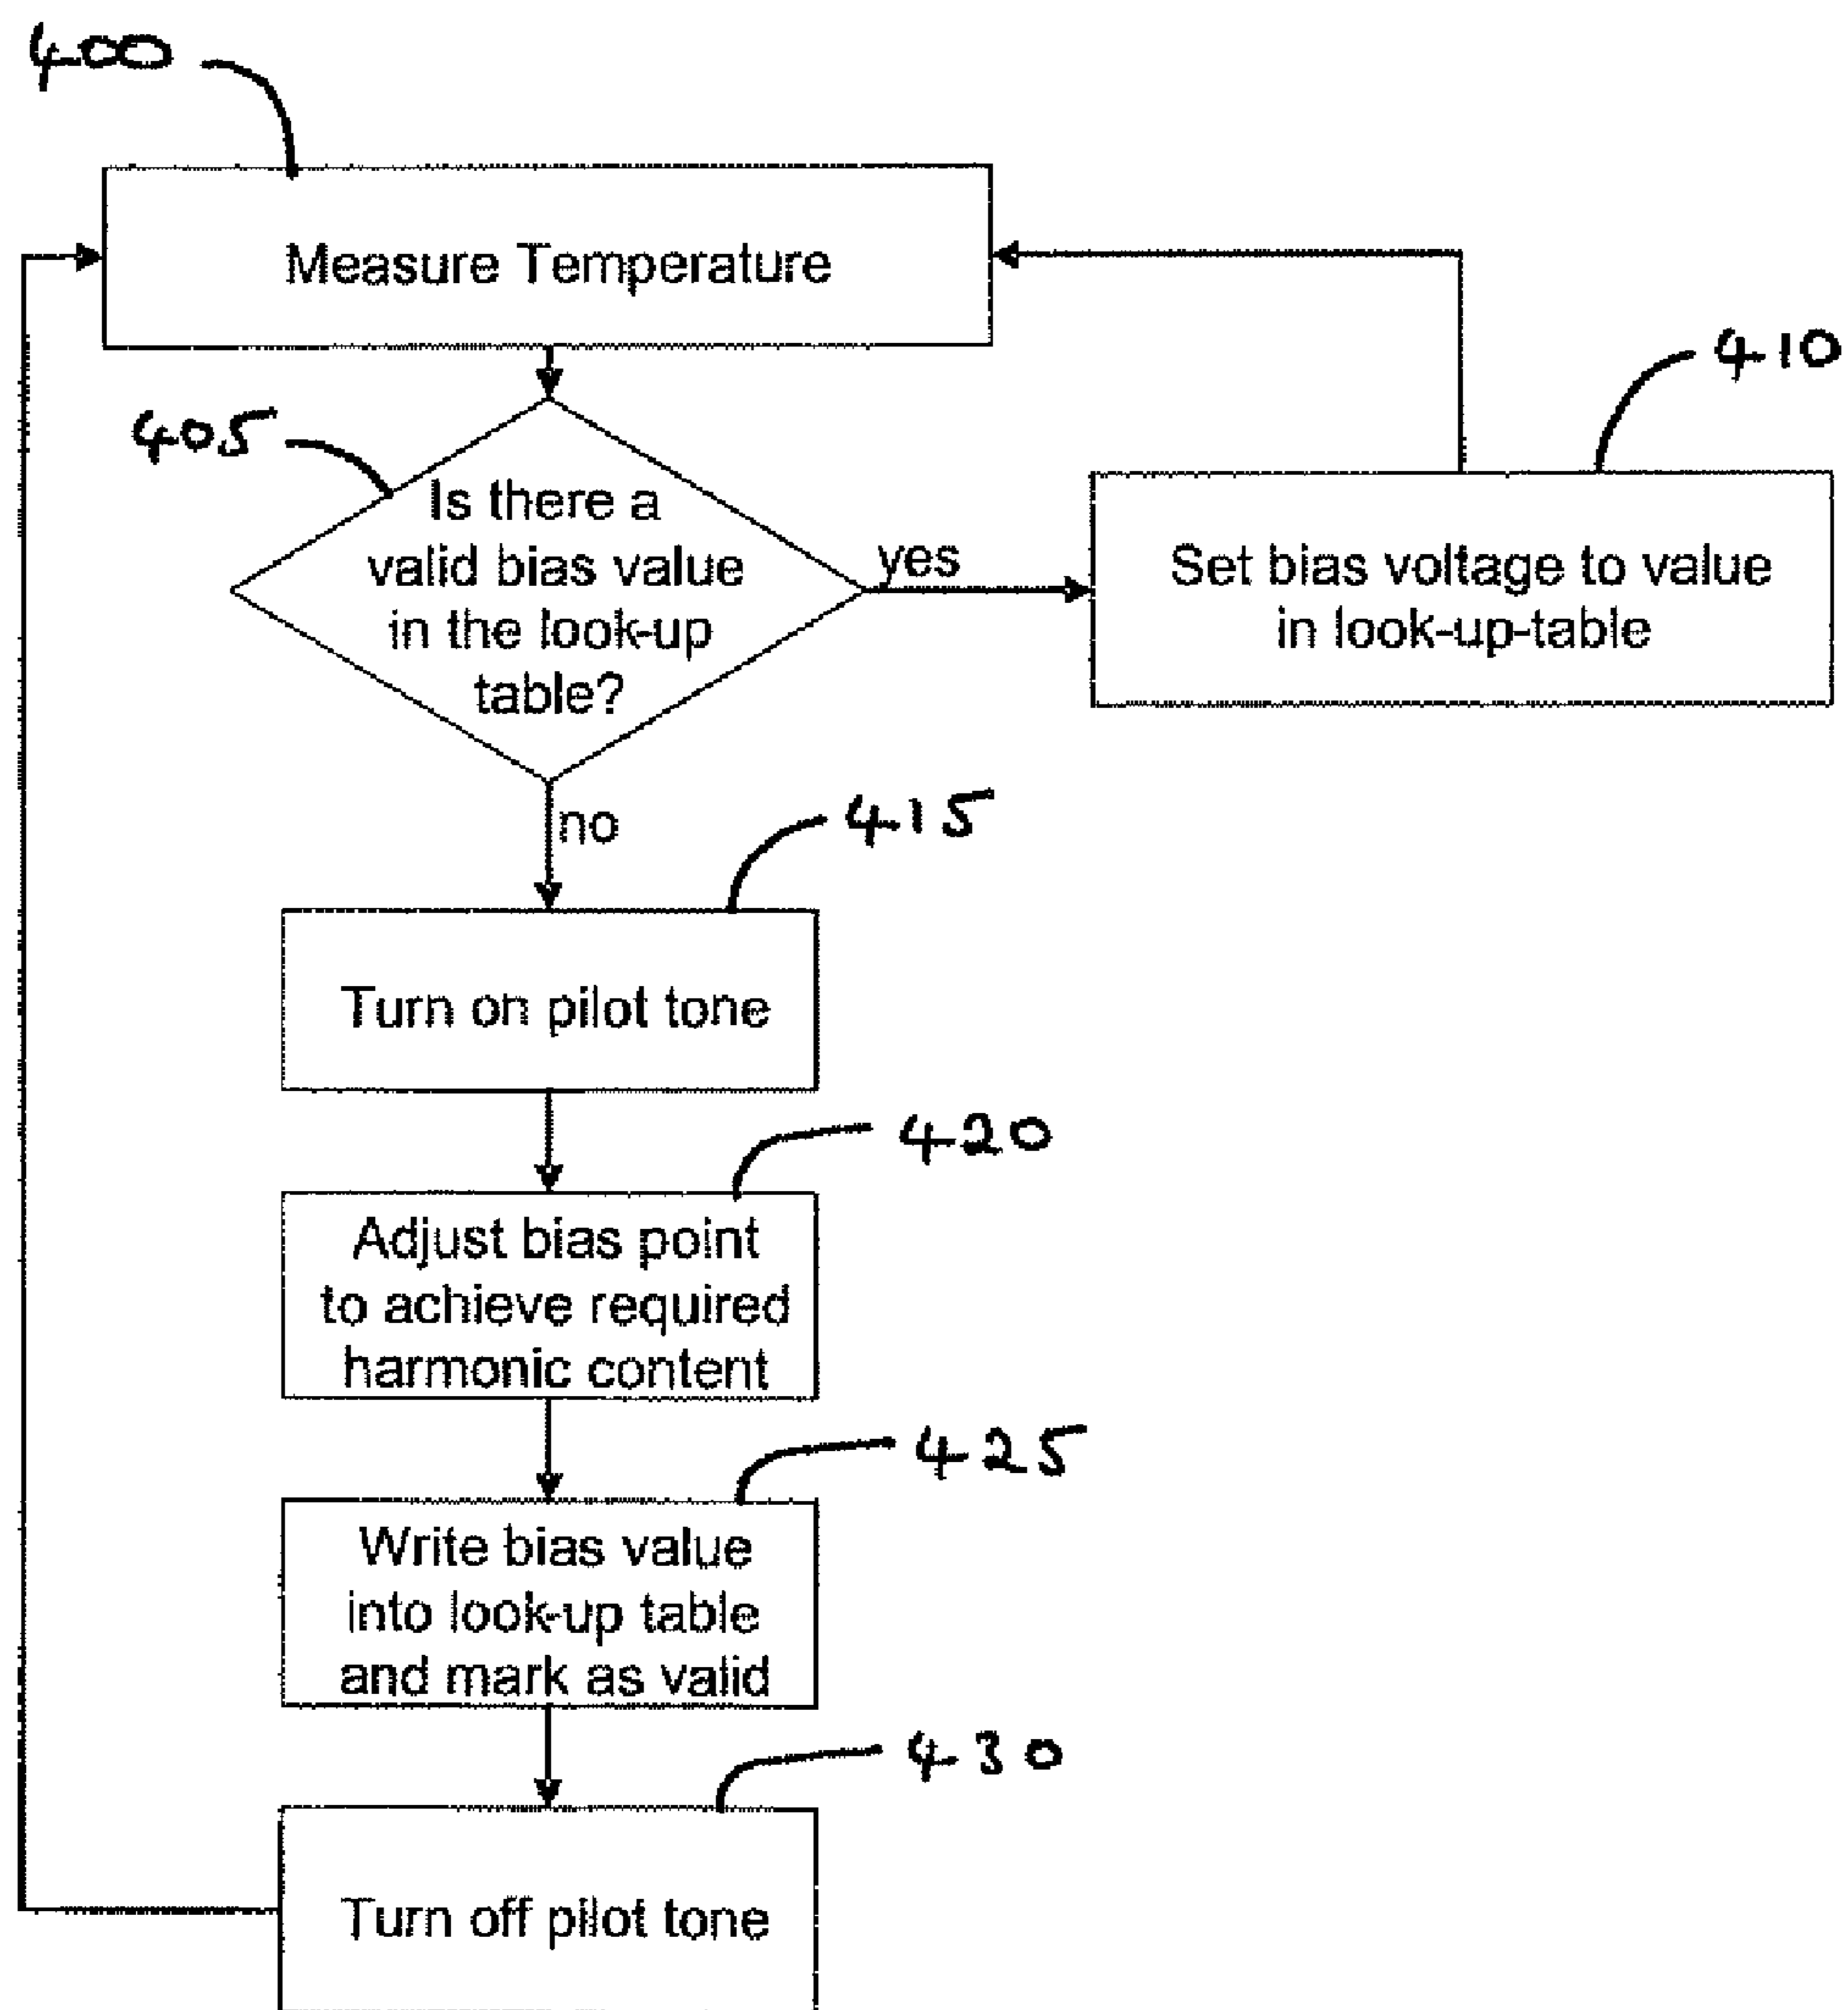 400
Measure Temperature
410
405
Is there a
valid bias value
in the look-up
table?
yes
Set bias voltage to value
in look-up-table
no
415
Turn on pilot tone
420
Adjust bias point
to achieve required
harmonic content
425
Write bias value
into look-up table
and mark as valid
430
Turn off pilot tone